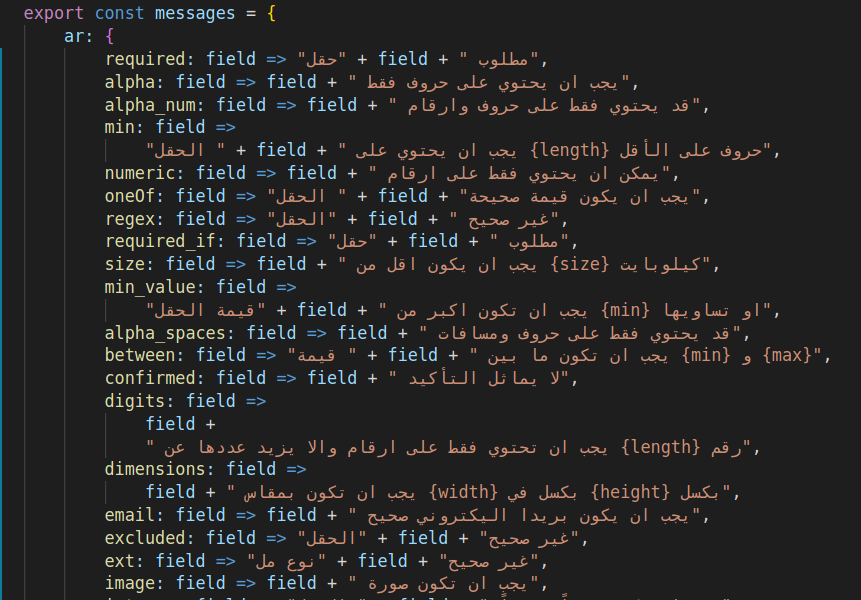 export const messages = {
ar: {
required: field => "حقل" + field + " مطلوب",
alpha: field => field + " يجب ان يحتوي على حروف فقط",
alpha_num: field => field + " قد يحتوي فقط على حروف وارقام",
min: field =>
"الحقل " + field + " يجب ان يحتوي على {length} حروف على الأقل",
numeric: field => field + " يمكن ان يحتوي فقط على ارقام",
oneOf: field => "الحقل " + field + "يجب ان يكون قيمة صحيحة",
regex: field => "الحقل" + field + " غير صحيح",
required_if: field => "حقل" + field + " مطلوب",
size: field => field + " يجب ان يكون اقل من {size} كيلوبايت",
min_value: field =>
"قيمة الحقل" + field + " يجب ان تكون اكبر من {min} او تساويها",
alpha_spaces: field => field + " قد يحتوي فقط على حروف ومسافات",
between: field => "قيمة " + field + " يجب ان تكون ما بين {min} و {max}",
confirmed: field => field + " لا يماثل التأكيد",
digits: field =>
field +
" يجب ان تحتوي فقط على ارقام والا يزيد عددها عن {length} رقم",
dimensions: field =>
field + " يجب ان تكون بمقاس {width} بكسل في {height} بكسل",
email: field => field + " يجب ان يكون بريدا اليكتروني صحيح",
excluded: field => "الحقل" + field + "غير صحيح",
ext: field => "نوع مل" + field + "غير صحيح",
image: field => field + " يجب ان تكون صورة",